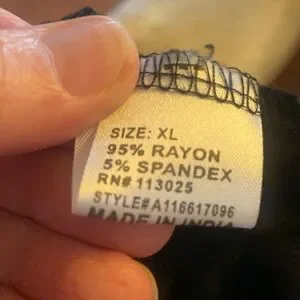 SIZE: XL
95% RAYON
5% SPANDEX
RN# 113025
STYLE#A116617096
MADE IN INDIA